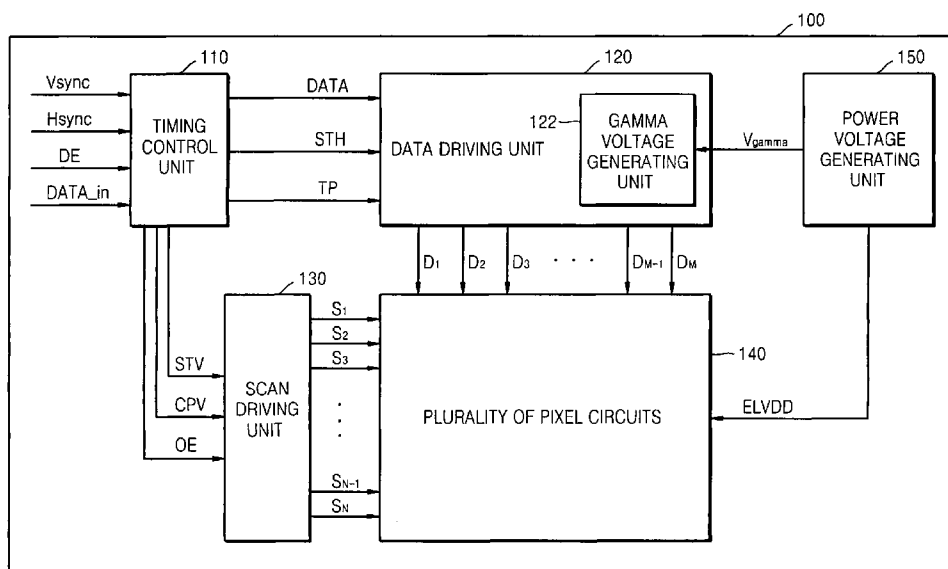 100
110
120
150
Vsync
Hsync
DE
DATA_in
TIMING
CONTROL
UNIT
DATA
STH
TP
DATA DRIVING UNIT
122
GAMMA
VOLTAGE
GENERATING
UNIT
Vgamma
POWER
VOLTAGE
GENERATING
UNIT
D1
D2
D3
· · ·
DM-1
DM
130
STV
CPV
OE
SCAN
DRIVING
UNIT
S1
S2
S3
SN-1
SN
PLURALITY OF PIXEL CIRCUITS
140
ELVDD